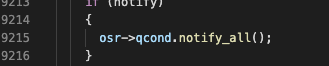 9213 if (notify)
9214 {
9215 osr->qcond.notify_all();
9216 }